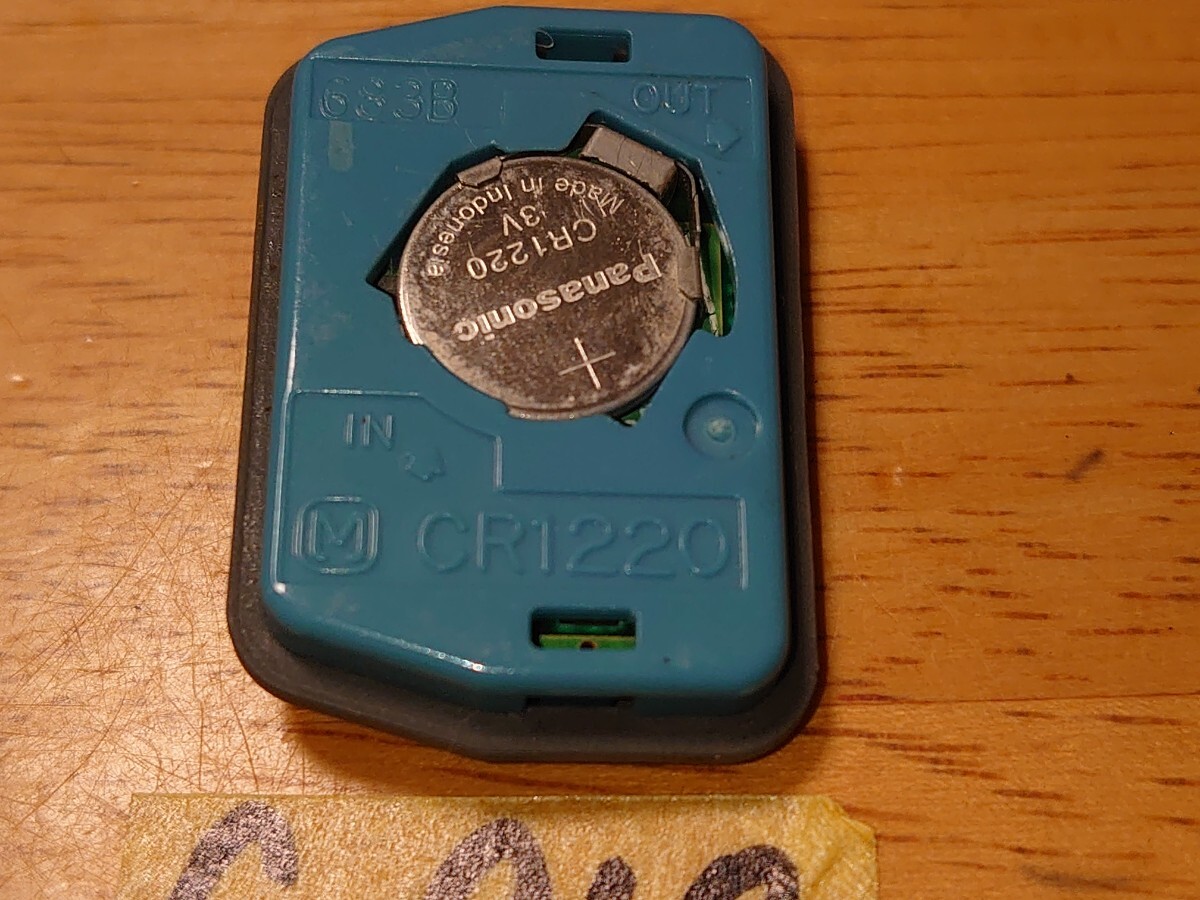 683B
OUT
Made in Indonesia
3V
CR1220
Panasonic
+
IN
M CR1220